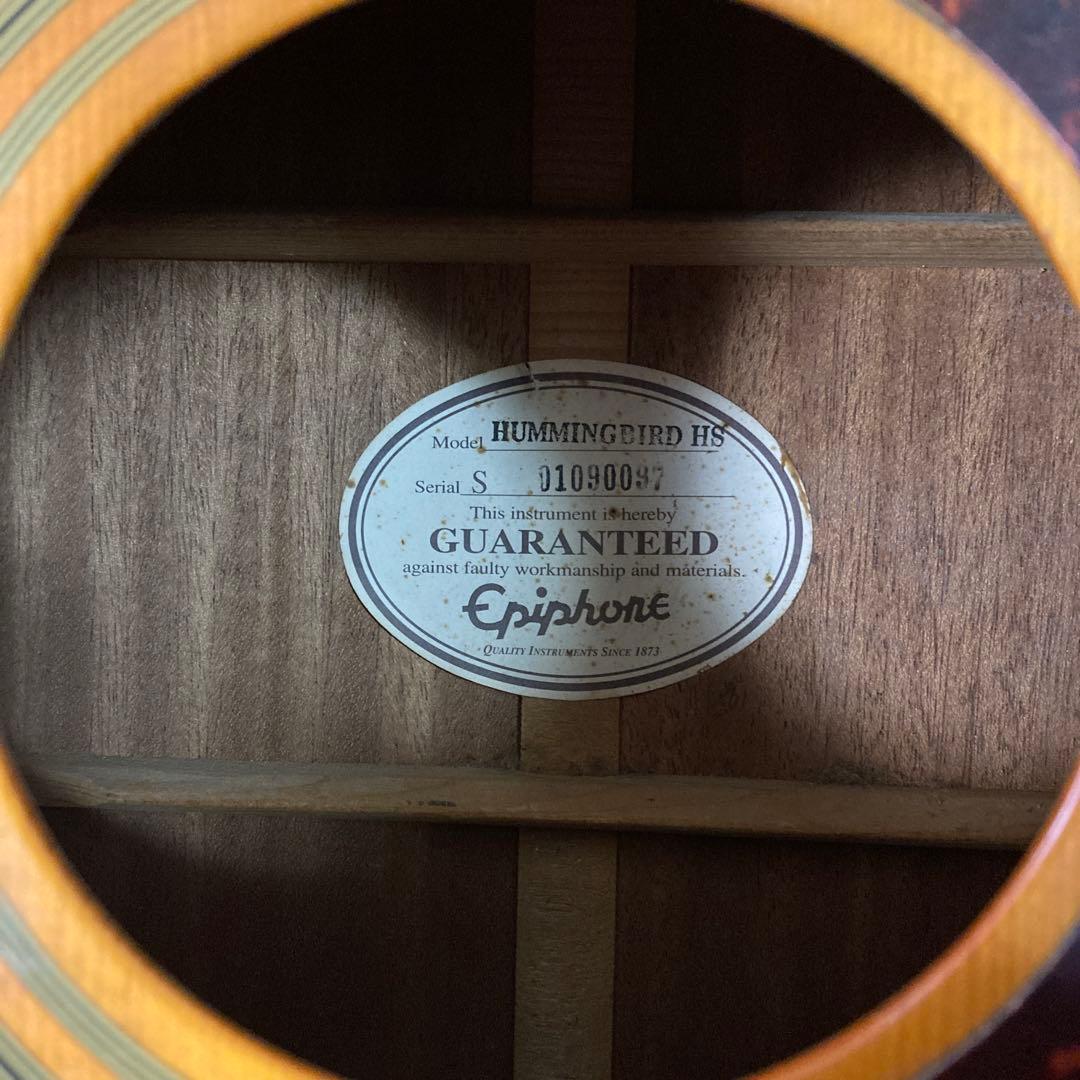 Model HUMMINGBIRD HS
Serial S 01090097
This instrument is hereby
GUARANTEED
against faulty workmanship and materials.
Epiphone
QUALITY INSTRUMENTS SINCE 1873